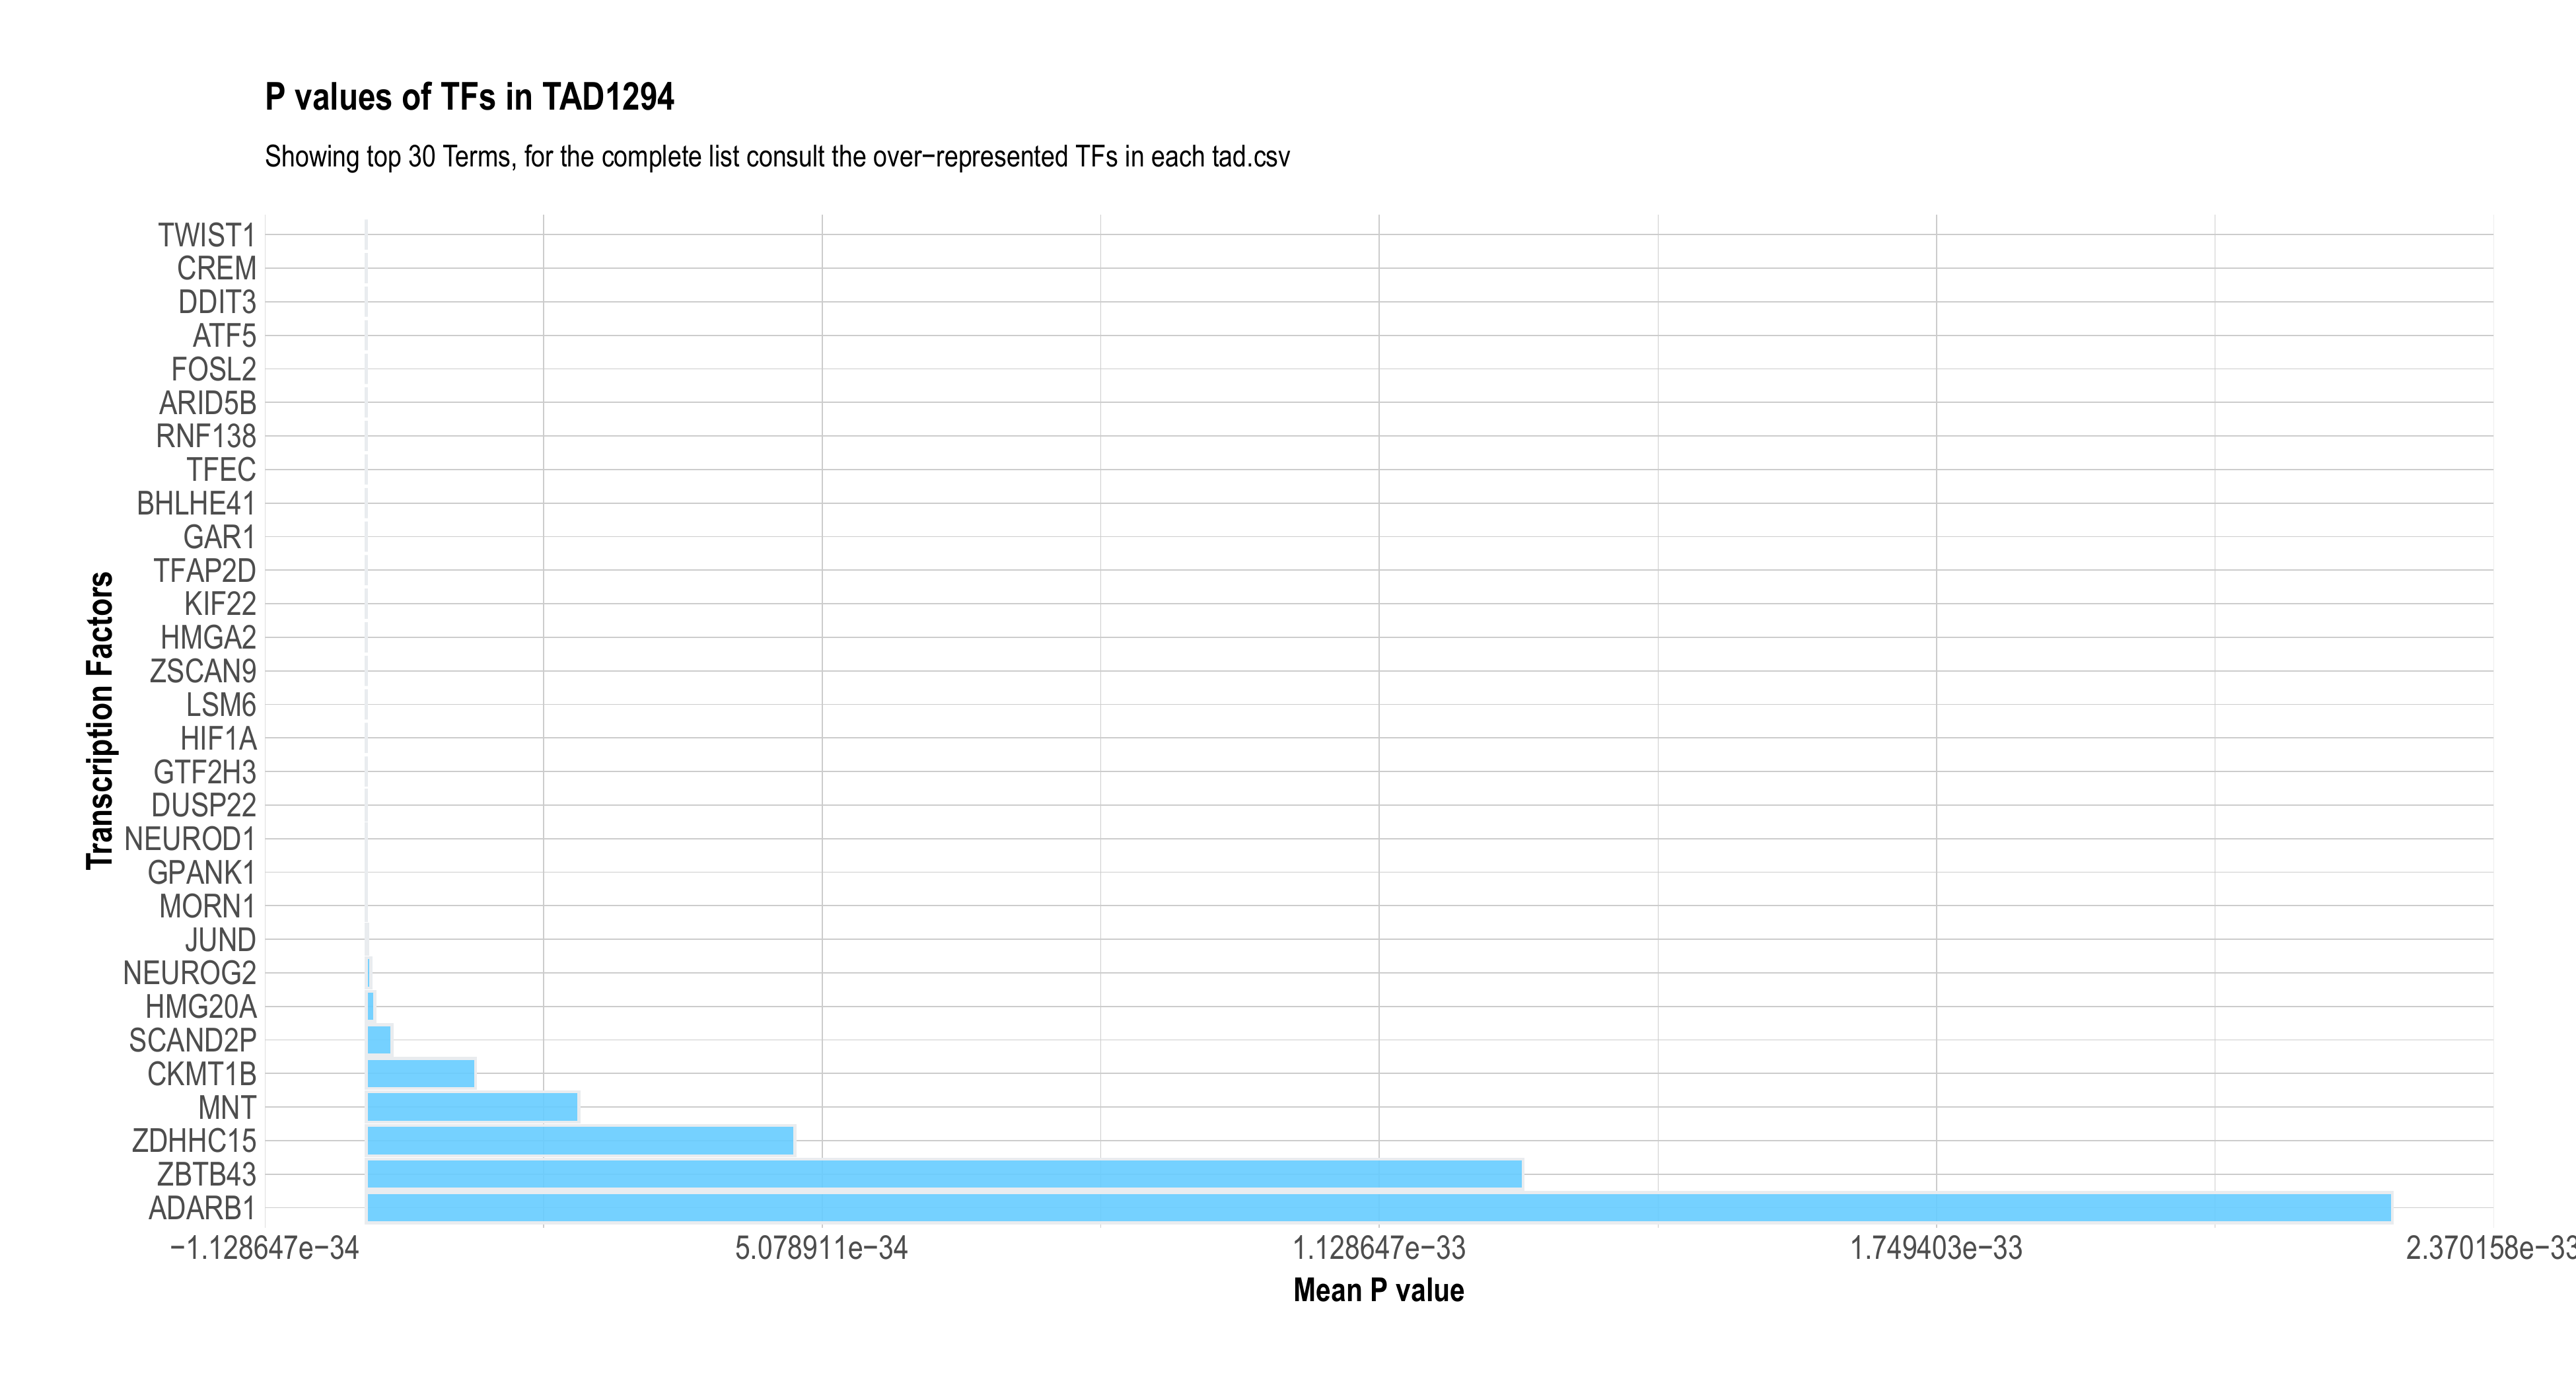 P values of TFs in TAD1294
Showing top 30 Terms, for the complete list consult the over−represented TFs in each tad.csv
Transcription Factors
TWIST1
CREM
DDIT3
ATF5
FOSL2
ARID5B
RNF138
TFEC
BHLHE41
GAR1
TFAP2D
KIF22
HMGA2
ZSCAN9
LSM6
HIF1A
GTF2H3
DUSP22
NEUROD1
GPANK1
MORN1
JUND
NEUROG2
HMG20A
SCAND2P
CKMT1B
MNT
ZDHHC15
ZBTB43
ADARB1
−1.128647e−34 5.078911e−34 1.128647e−33 1.749403e−33 2.370158e−33
Mean P value